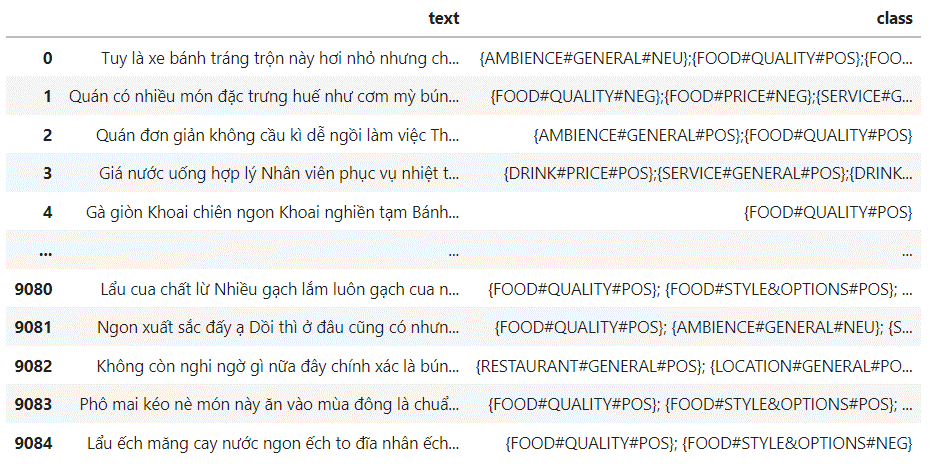 text class
0 Tuy là xe bánh tráng trộn này hơi nhỏ nhưng ch... {AMBIENCE#GENERAL#NEU};{FOOD#QUALITY#POS};{FOO...
1 Quán có nhiều món đặc trưng huế như cơm mỳ bún... {FOOD#QUALITY#NEG};{FOOD#PRICE#NEG};{SERVICE#G...
2 Quán đơn giản không cầu kì dễ ngồi làm việc Th... {AMBIENCE#GENERAL#POS};{FOOD#QUALITY#POS}
3 Giá nước uống hợp lý Nhân viên phục vụ nhiệt t... {DRINK#PRICE#POS};{SERVICE#GENERAL#POS};{DRINK...
4 Gà giòn Khoai chiên ngon Khoai nghiền tạm Bánh... {FOOD#QUALITY#POS}
... ... ...
9080 Lẩu cua chất lừ Nhiều gạch lắm luôn gạch cua n... {FOOD#QUALITY#POS}; {FOOD#STYLE&OPTIONS#POS}; ...
9081 Ngon xuất sắc đấy ạ Dồi thì ở đâu cũng có nhưn... {FOOD#QUALITY#POS}; {AMBIENCE#GENERAL#NEU}; {S...
9082 Không còn nghi ngờ gì nữa đây chính xác là bún... {RESTAURANT#GENERAL#POS}; {LOCATION#GENERAL#PO...
9083 Phô mai kéo nè món này ăn vào mùa đông là chuẩ... {FOOD#QUALITY#POS}; {FOOD#STYLE&OPTIONS#POS}; ...
9084 Lẩu ếch măng cay nước ngon ếch to đĩa nhân ếch... {FOOD#QUALITY#POS}; {FOOD#STYLE&OPTIONS#NEG}